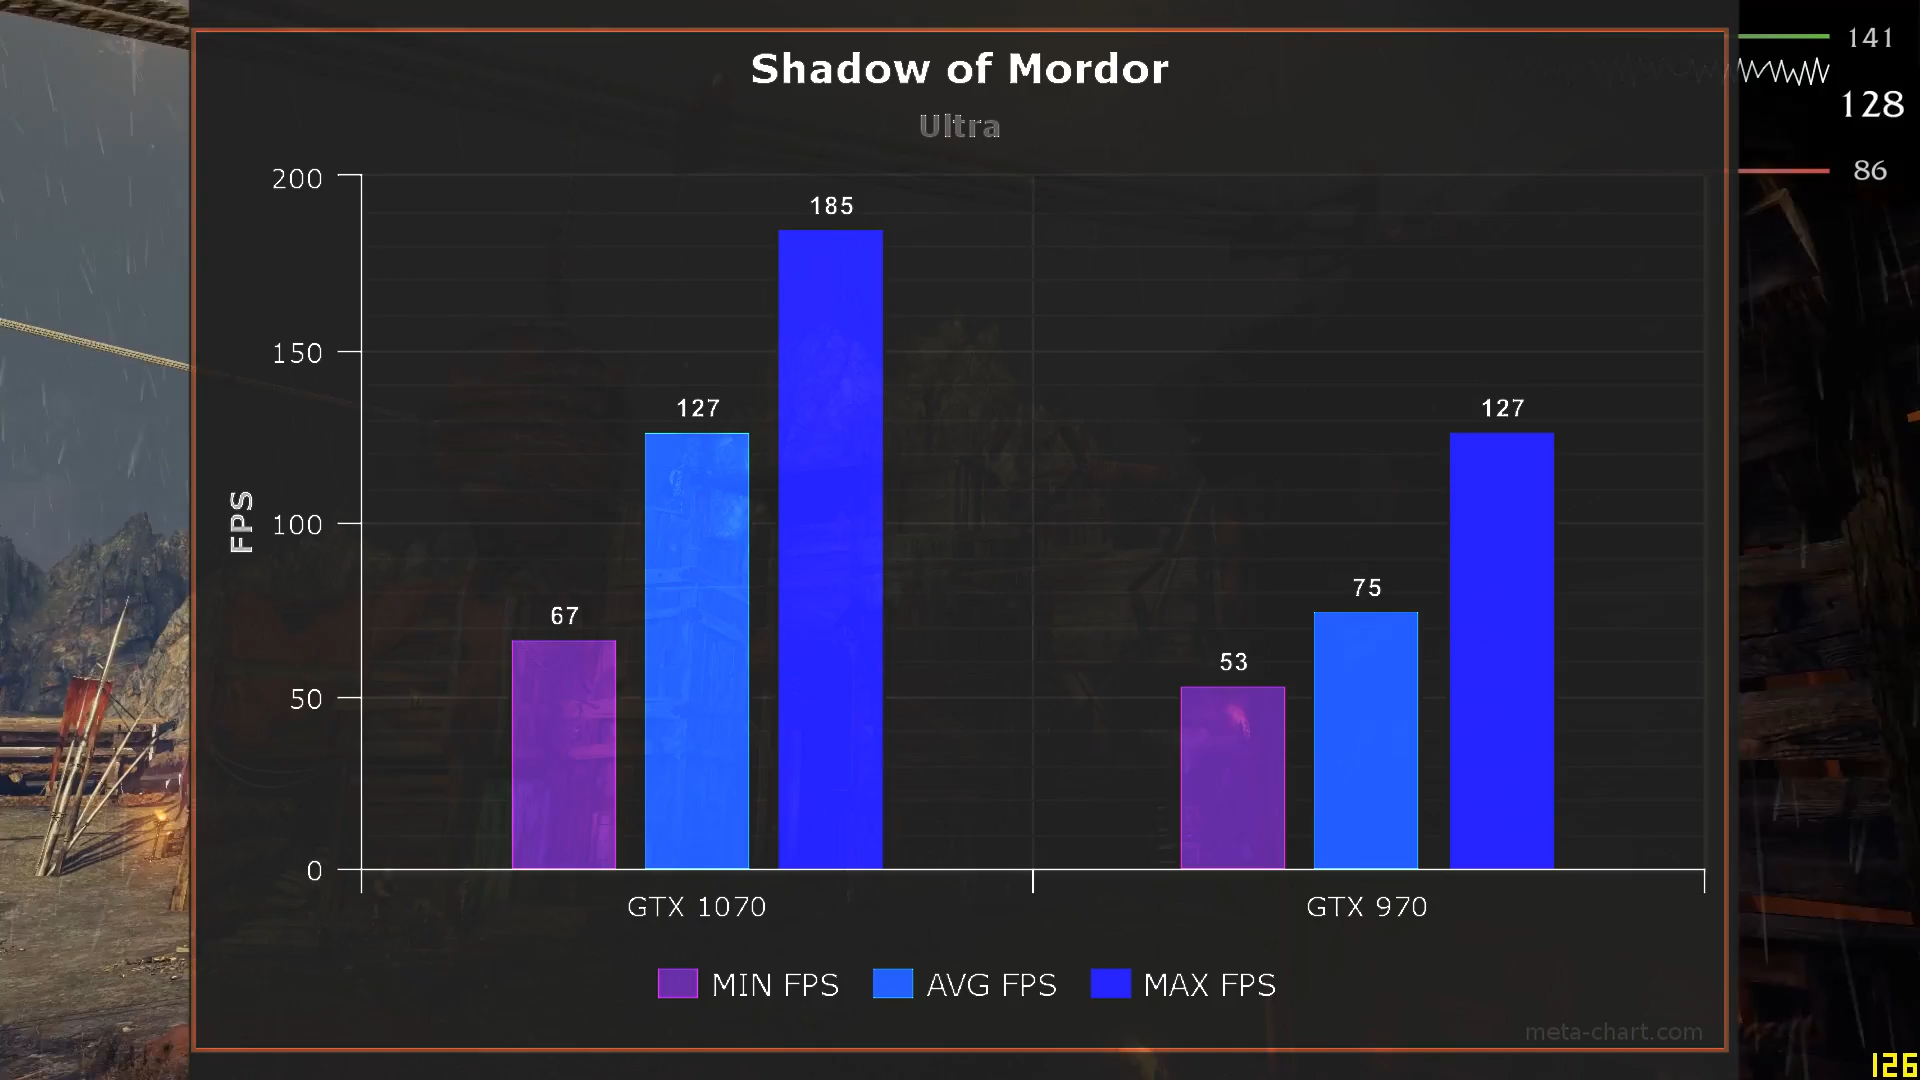 Shadow of Mordor
Ultra
141
128
86
FPS
200
150
100
50
0
67
127
185
53
75
127
GTX 1070
GTX 970
MIN FPS
AVG FPS
MAX FPS
meta-chart.com
126